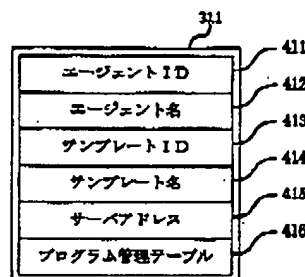 311
エージェントID 411
エージェント名 412
テンプレートID 413
テンプレート名 414
サーバアドレス 415
プログラム管理テーブル 416